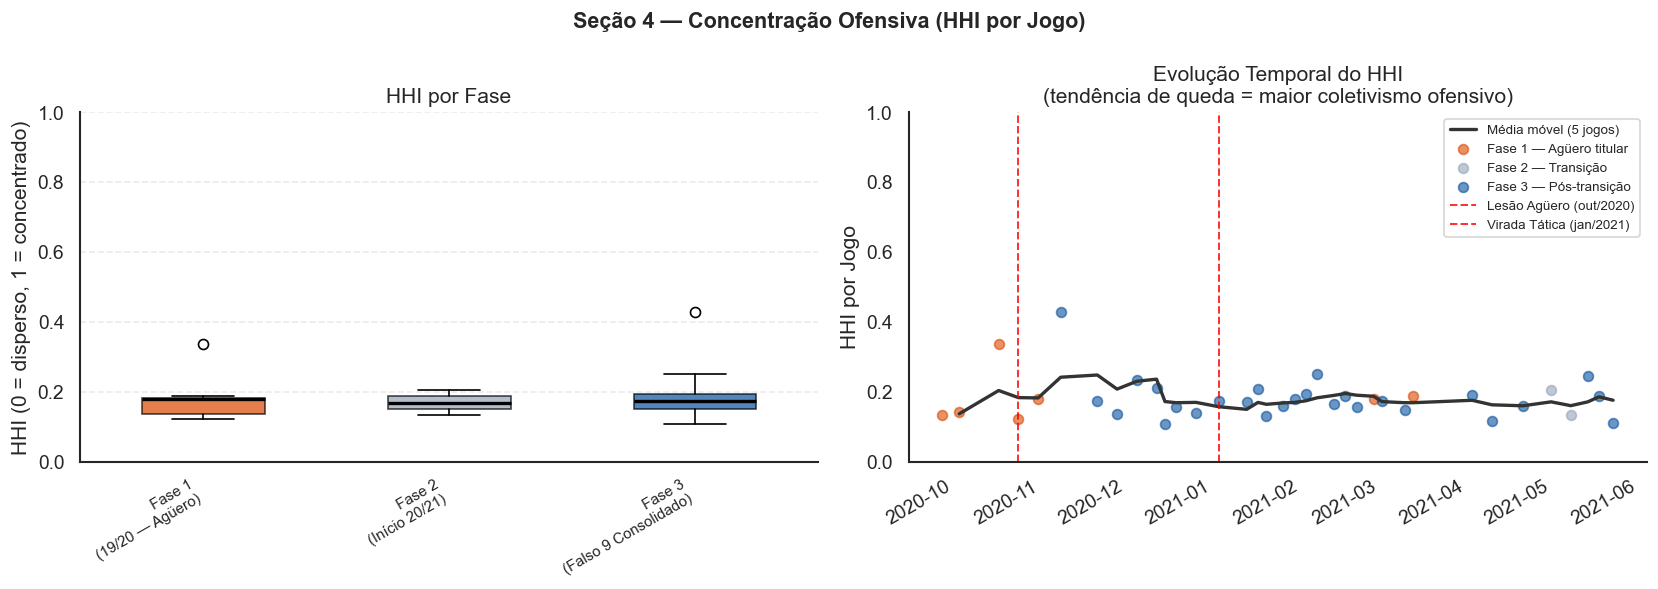 Seção 4 — Concentração Ofensiva (HHI por Jogo)
HHI por Fase
HHI (0 = disperso, 1 = concentrado)
1.0
0.8
0.6
0.4
0.2
0.0
Fase 1
(19/20 — Agüero)
Fase 2
(Início 20/21)
Fase 3
(Falso 9 Consolidado)
Evolução Temporal do HHI
(tendência de queda = maior coletivismo ofensivo)
HHI por Jogo
1.0
0.8
0.6
0.4
0.2
0.0
Média móvel (5 jogos)
Fase 1 — Agüero titular
Fase 2 — Transição
Fase 3 — Pós-transição
Lesão Agüero (out/2020)
Virada Tática (jan/2021)
2020-10
2020-11
2020-12
2021-01
2021-02
2021-03
2021-04
2021-05
2021-06